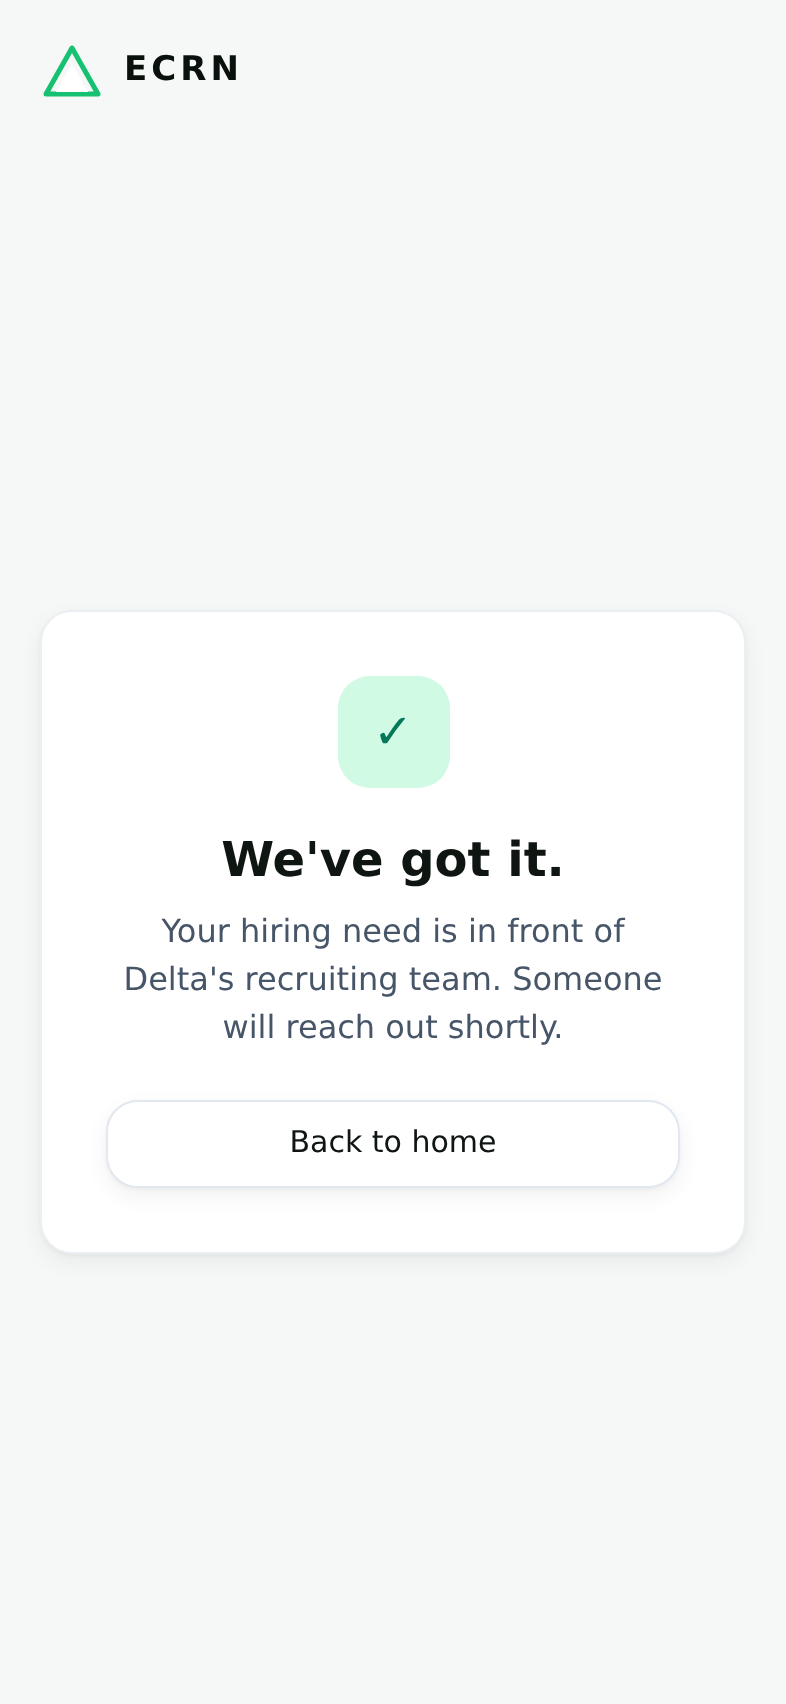 ECRN
✓
We've got it.
Your hiring need is in front of
Delta's recruiting team. Someone
will reach out shortly.
Back to home